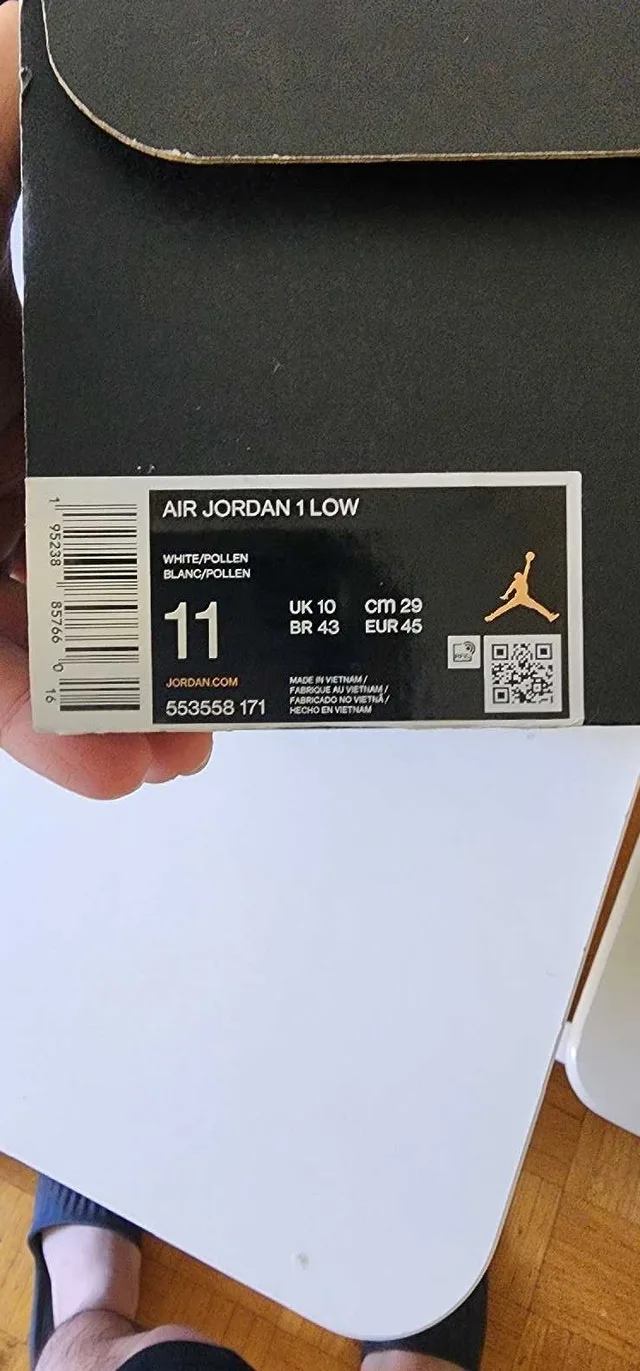 AIR JORDAN 1 LOW
WHITE/POLLEN
BLANC/POLLEN
11
UK 10 cm 29
BR 43 EUR 45
JORDAN.COM
553558 171
MADE IN VIETNAM /
FABRIQUE AU VIETNAM /
FABRICADO NO VIETNÃ /
HECHO EN VIETNAM
1 95238 85766 0 16